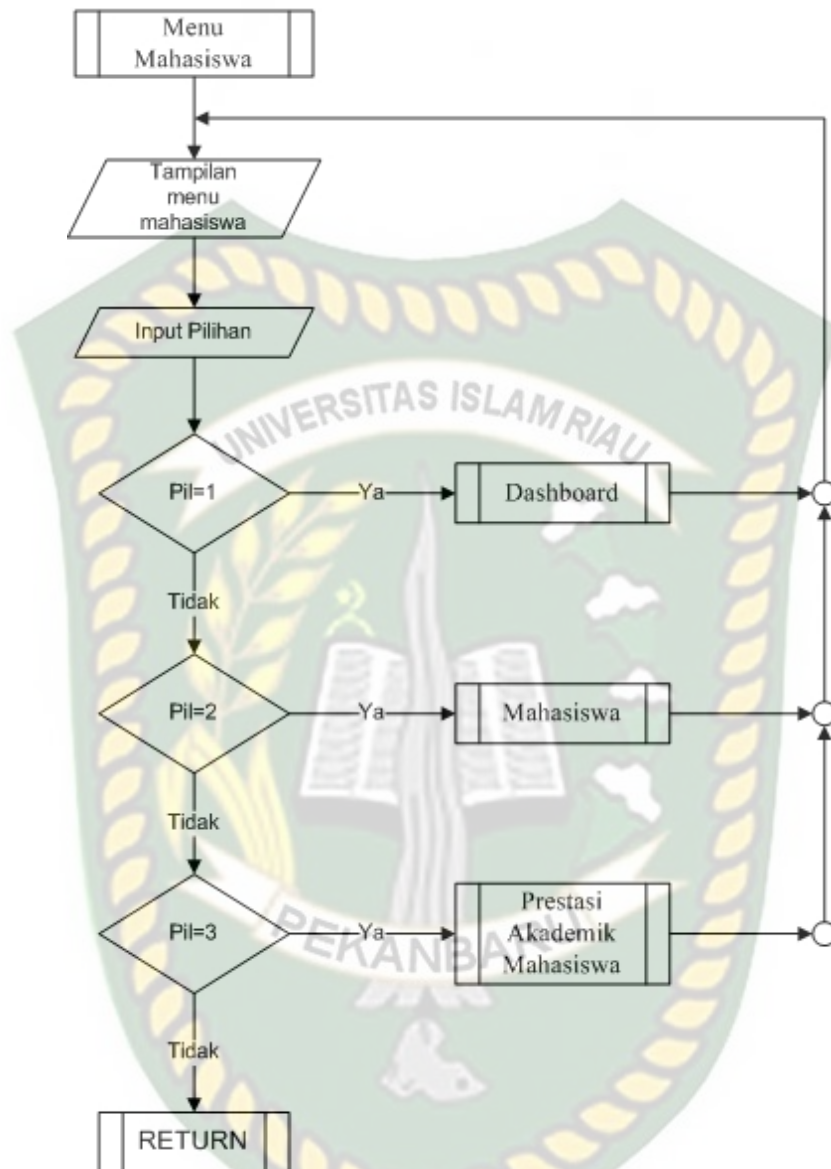 Menu
Mahasiswa
Tampilan
menu
mahasiswa
Input Pilihan
UNIVERSITAS ISLAM RIAU
Pil=1
Ya
Dashboard
Tidak
Pil=2
Ya
Mahasiswa
Tidak
Pil=3
Ya
Prestasi
Akademik
Mahasiswa
PEKANBARU
Tidak
RETURN